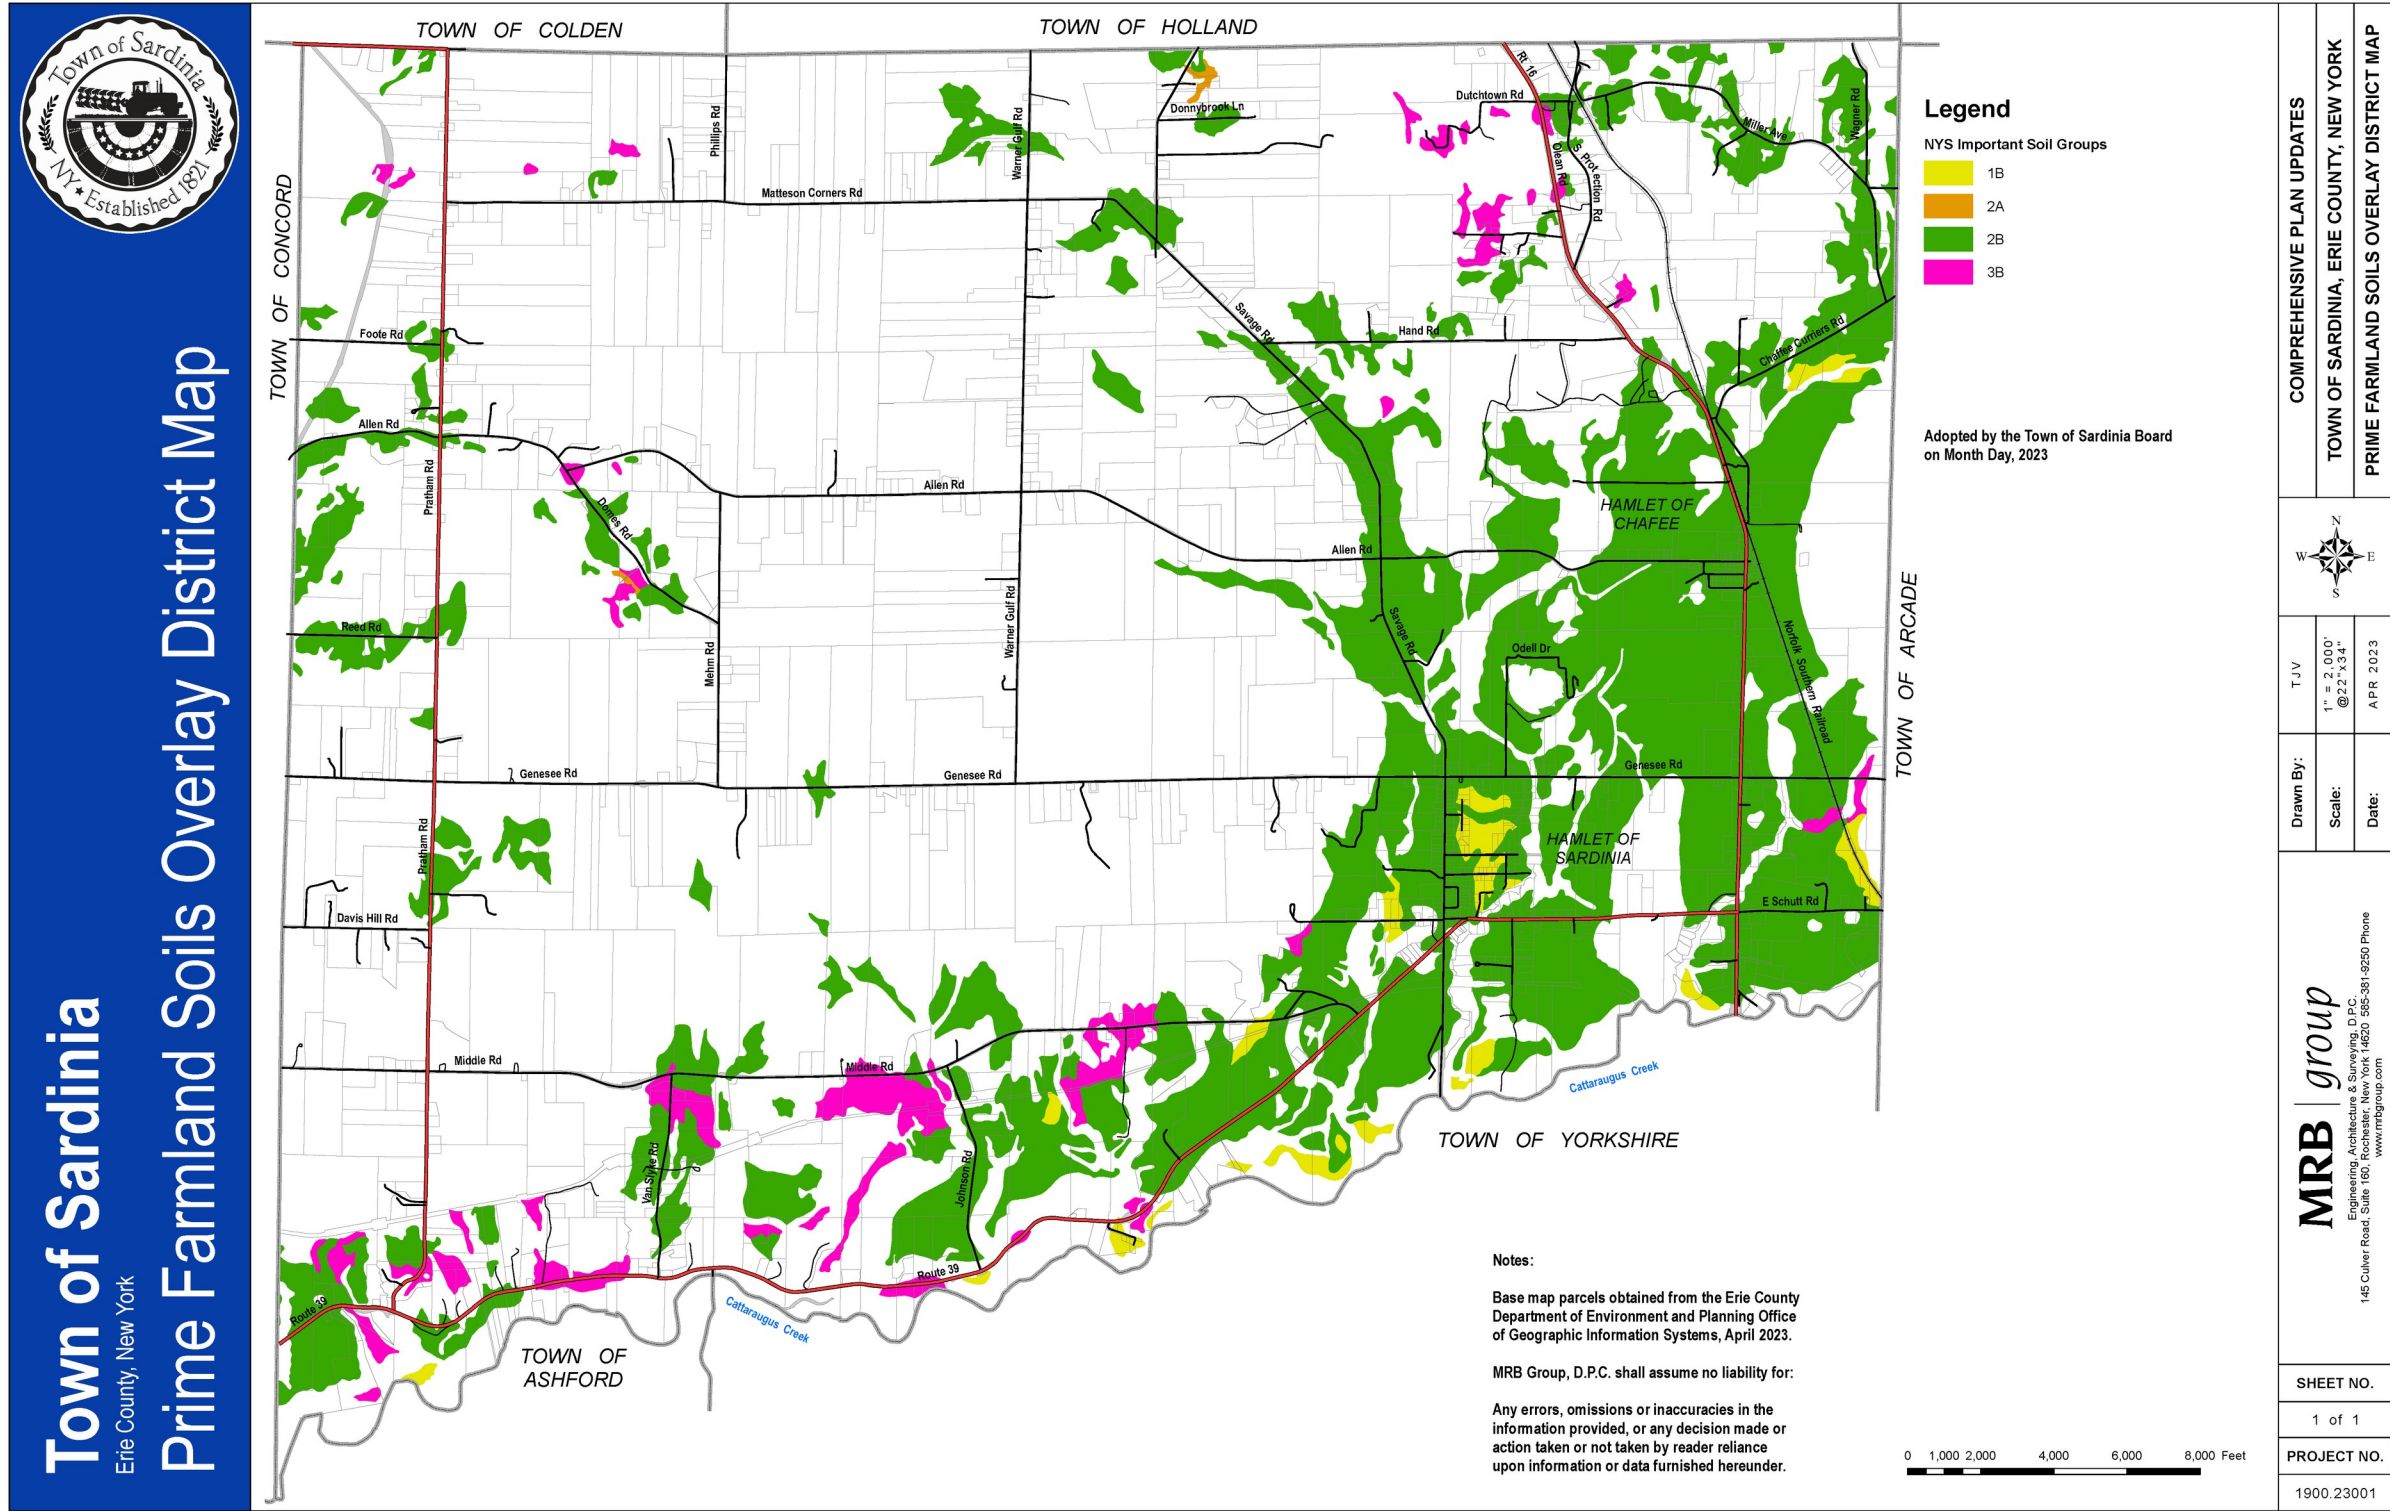 Town of Sardinia
NY ★ Established 1821
Town of Sardinia
Erie County, New York
Prime Farmland Soils Overlay District Map
TOWN OF COLDEN
TOWN OF HOLLAND
TOWN OF CONCORD
TOWN OF ARCADE
TOWN OF YORKSHIRE
TOWN OF
ASHFORD
HAMLET OF
CHAFEE
HAMLET OF
SARDINIA
Rt 16
Donnybrook Ln
Dutchtown Rd
Phillips Rd
Warner Gulf Rd
Miller Ave
Wagner Rd
Olean Rd
S Protection Rd
Matteson Corners Rd
Savage Rd
Hand Rd
Foote Rd
Chaffee Curriers Rd
Allen Rd
Allen Rd
Allen Rd
Pratham Rd
Domes Rd
Warner Gulf Rd
Savage Rd
Reed Rd
Mehm Rd
Odell Dr
Norfolk Southern Railroad
Genesee Rd
Genesee Rd
Genesee Rd
Pratham Rd
Davis Hill Rd
E Schutt Rd
Middle Rd
Middle Rd
Van Slyke Rd
Johnson Rd
Route 39
Route 39
Cattaraugus Creek
Cattaraugus Creek
Legend
NYS Important Soil Groups
1B
2A
2B
3B
Adopted by the Town of Sardinia Board
on Month Day, 2023
Notes:
Base map parcels obtained from the Erie County
Department of Environment and Planning Office
of Geographic Information Systems, April 2023.
MRB Group, D.P.C. shall assume no liability for:
Any errors, omissions or inaccuracies in the
information provided, or any decision made or
action taken or not taken by reader reliance
upon information or data furnished hereunder.
0 1,000 2,000 4,000 6,000 8,000 Feet
COMPREHENSIVE PLAN UPDATES
TOWN OF SARDINIA, ERIE COUNTY, NEW YORK
PRIME FARMLAND SOILS OVERLAY DISTRICT MAP
N
W E
S
Drawn By: TJV
Scale: 1" = 2,000'
@22"x34"
Date: APR 2023
MRB group
Engineering, Architecture & Surveying, D.P.C.
145 Culver Road, Suite 160, Rochester, New York 14620 585-381-9250 Phone
www.mrbgroup.com
SHEET NO.
1 of 1
PROJECT NO.
1900.23001